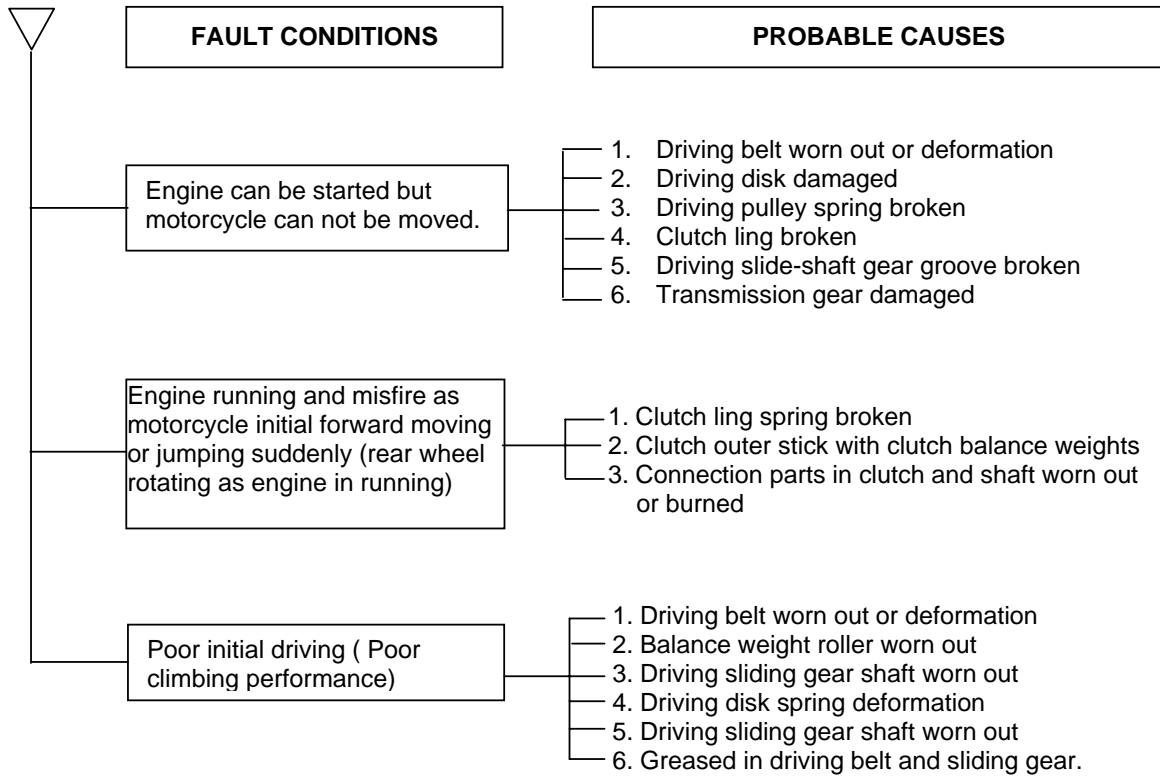 FAULT CONDITIONS
PROBABLE CAUSES
Engine can be started but
motorcycle can not be moved.
1. Driving belt worn out or deformation
2. Driving disk damaged
3. Driving pulley spring broken
4. Clutch ling broken
5. Driving slide-shaft gear groove broken
6. Transmission gear damaged
Engine running and misfire as
motorcycle initial forward moving
or jumping suddenly (rear wheel
rotating as engine in running)
1. Clutch ling spring broken
2. Clutch outer stick with clutch balance weights
3. Connection parts in clutch and shaft worn out
or burned
Poor initial driving ( Poor
climbing performance)
1. Driving belt worn out or deformation
2. Balance weight roller worn out
3. Driving sliding gear shaft worn out
4. Driving disk spring deformation
5. Driving sliding gear shaft worn out
6. Greased in driving belt and sliding gear.